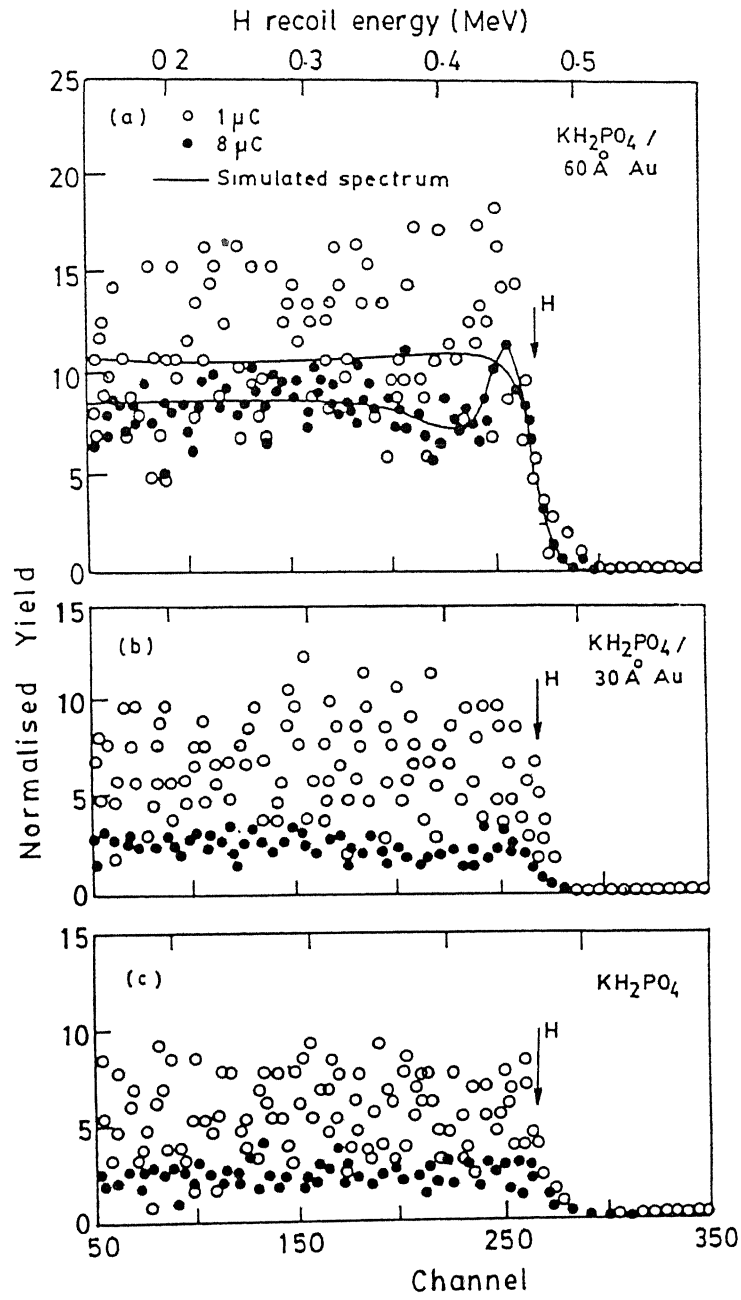 H recoil energy (MeV)
0·2 0·3 0·4 0·5
25
20
15
10
5
0
(a)
○ 1 μC
● 8 μC
—— Simulated spectrum
KH₂PO₄ /
60 Å Au
H
Normalised Yield
15
10
5
0
(b)
KH₂PO₄ /
30 Å Au
H
15
10
5
0
(c)
KH₂PO₄
H
50 150 250 350
Channel